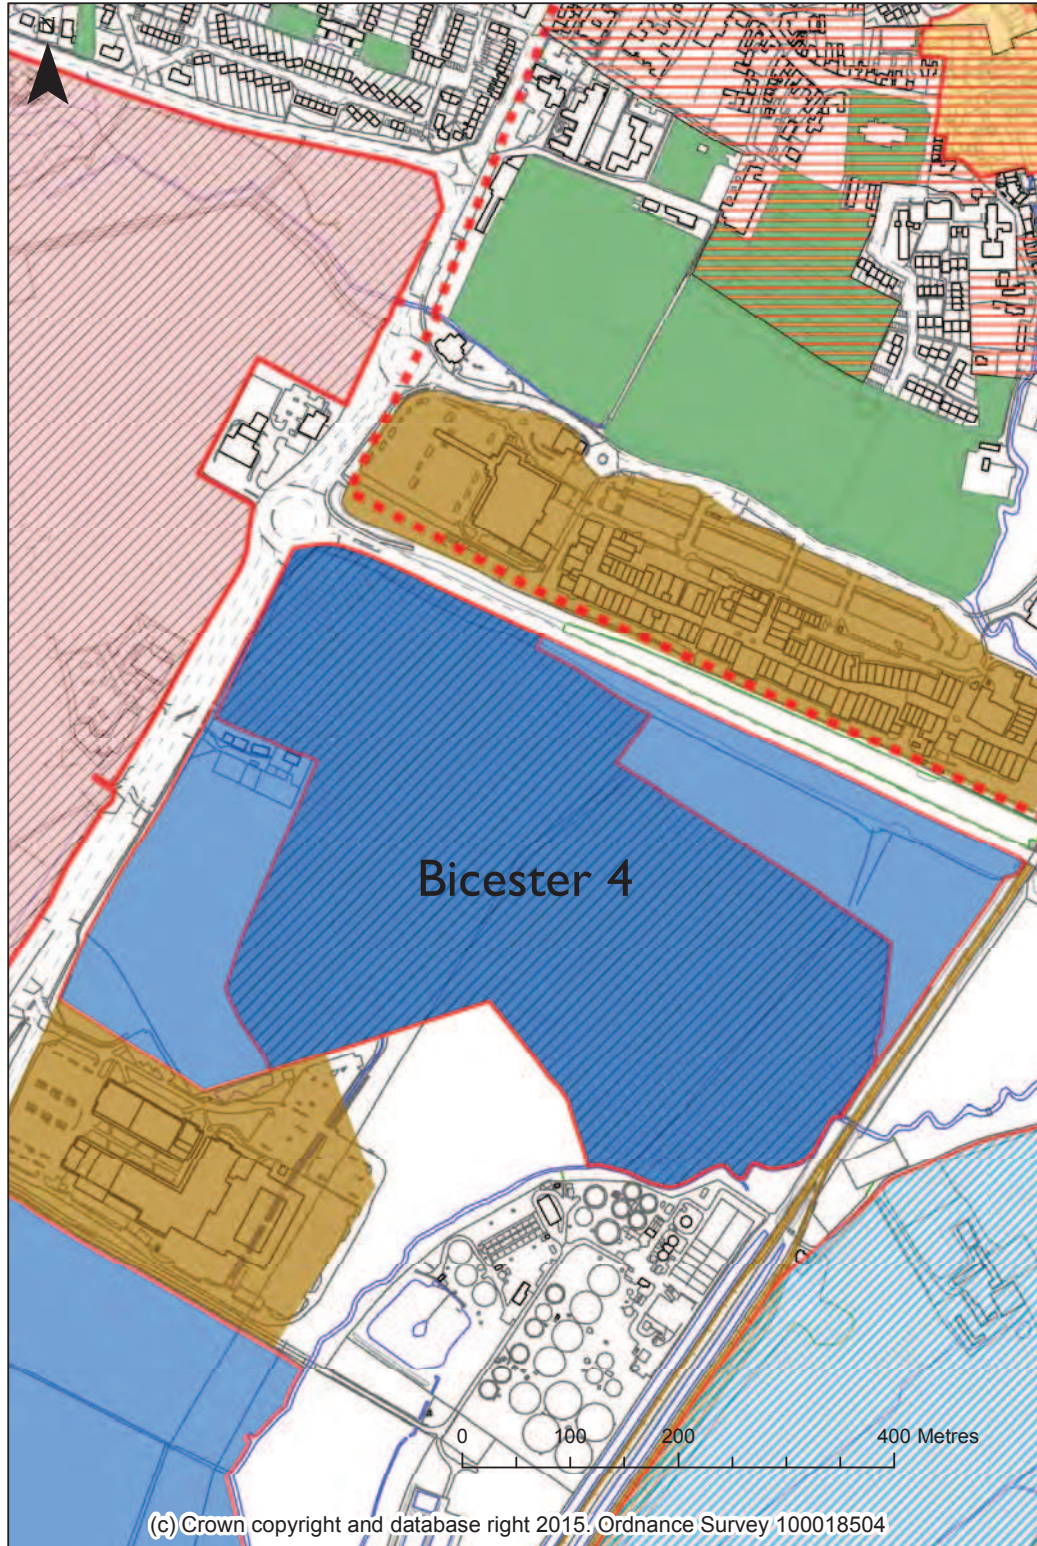 Bicester 4
0 100 200 400 Metres
(c) Crown copyright and database right 2015. Ordnance Survey 100018504